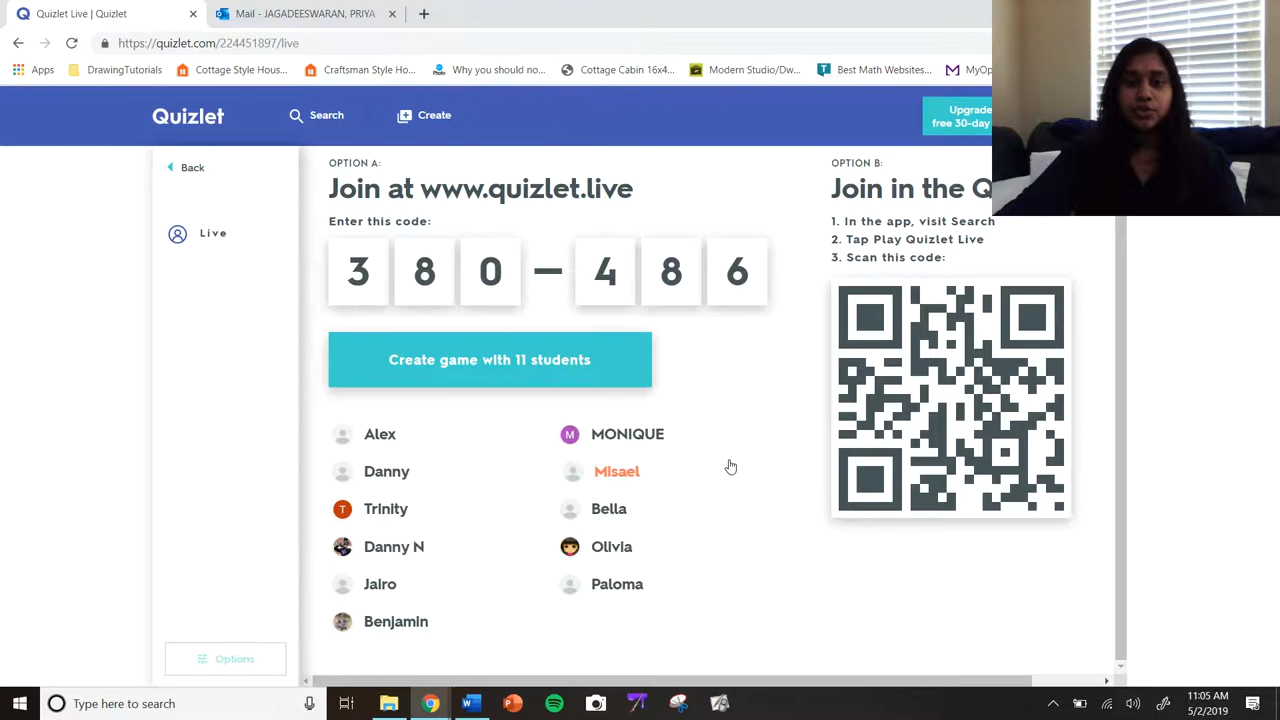 Quizlet Live | Quizlet
Mail - JAGADEESWARAN, PRIYA
https://quizlet.com/224451897/live
Apps
DrawingTutorials
Cottage Style Hous...
Craftsman Style
Why you should no...
Cottage Cabin 16x4...
Modern Studio/Dw...
Best Math Websites...
MyOp
Quizlet
Search
Create
Upgrade
free 30-day
Back
Live
Options
OPTION A:
Join at www.quizlet.live
Enter this code:
3 8 0 – 4 8 6
Create game with 11 students
Alex
Danny
T Trinity
Danny N
Jairo
Benjamin
M MONIQUE
Misael
Bella
Olivia
Paloma
OPTION B:
Join in the Q
1. In the app, visit Search
2. Tap Play Quizlet Live
3. Scan this code:
Type here to search
11:05 AM
5/2/2019